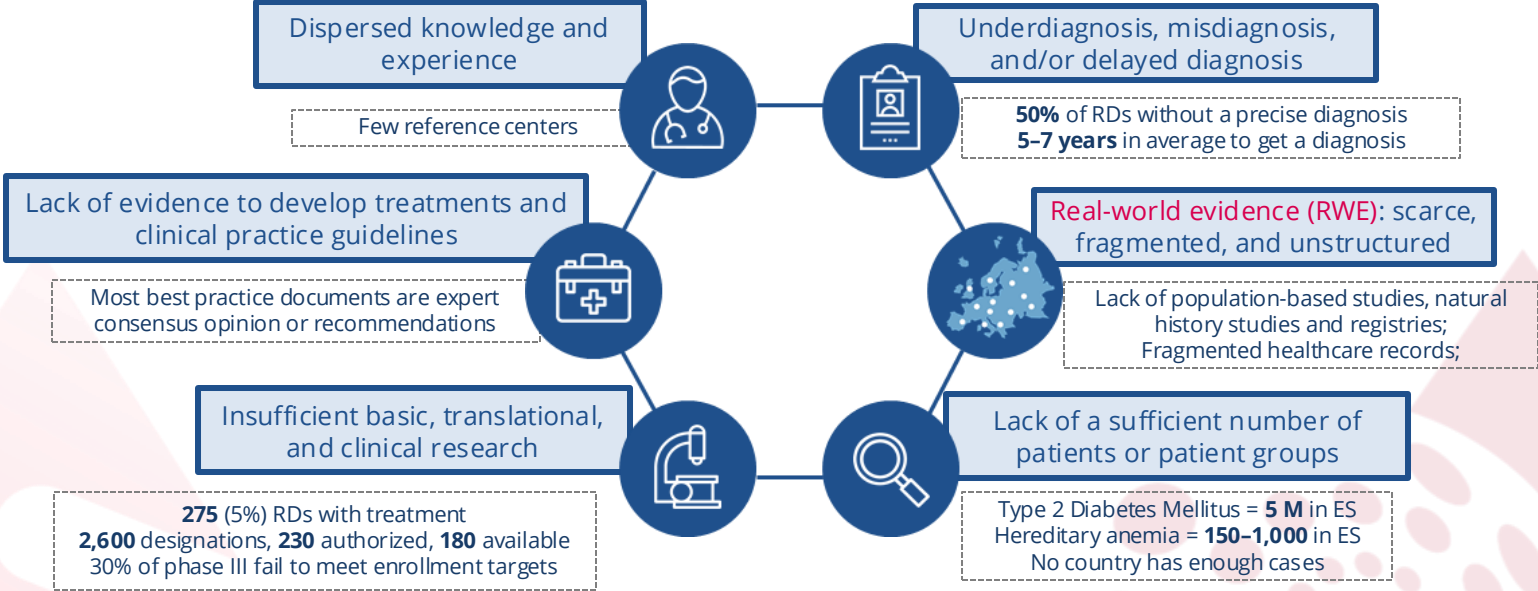 Dispersed knowledge and
experience
Few reference centers
Underdiagnosis, misdiagnosis,
and/or delayed diagnosis
50% of RDs without a precise diagnosis
5–7 years in average to get a diagnosis
Lack of evidence to develop treatments and
clinical practice guidelines
Most best practice documents are expert
consensus opinion or recommendations
Real-world evidence (RWE): scarce,
fragmented, and unstructured
Lack of population-based studies, natural
history studies and registries;
Fragmented healthcare records;
Insufficient basic, translational,
and clinical research
275 (5%) RDs with treatment
2,600 designations, 230 authorized, 180 available
30% of phase III fail to meet enrollment targets
Lack of a sufficient number of
patients or patient groups
Type 2 Diabetes Mellitus = 5 M in ES
Hereditary anemia = 150–1,000 in ES
No country has enough cases